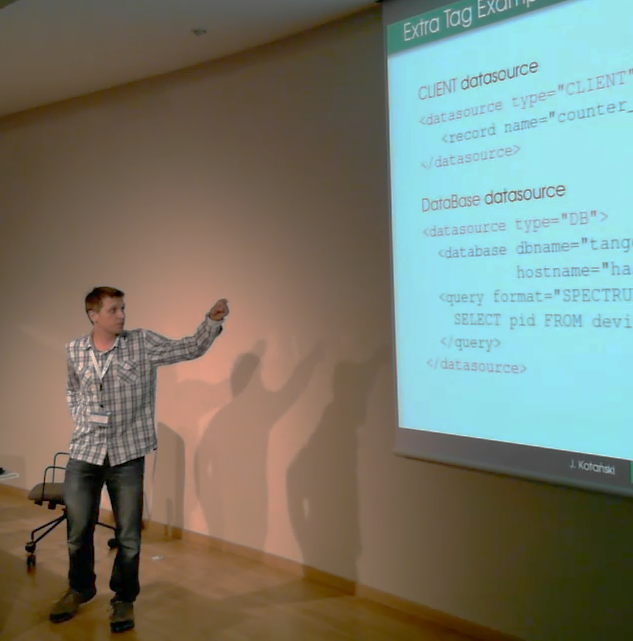 Extra Tag Examp
CLIENT datasource
<datasource type="CLIENT"
<record name="counter_
</datasource>
DataBase datasource
<datasource type="DB">
<database dbname="tang
hostname="ha
<query format="SPECTRU
SELECT pid FROM devi
</query>
</datasource>
J. Kotański